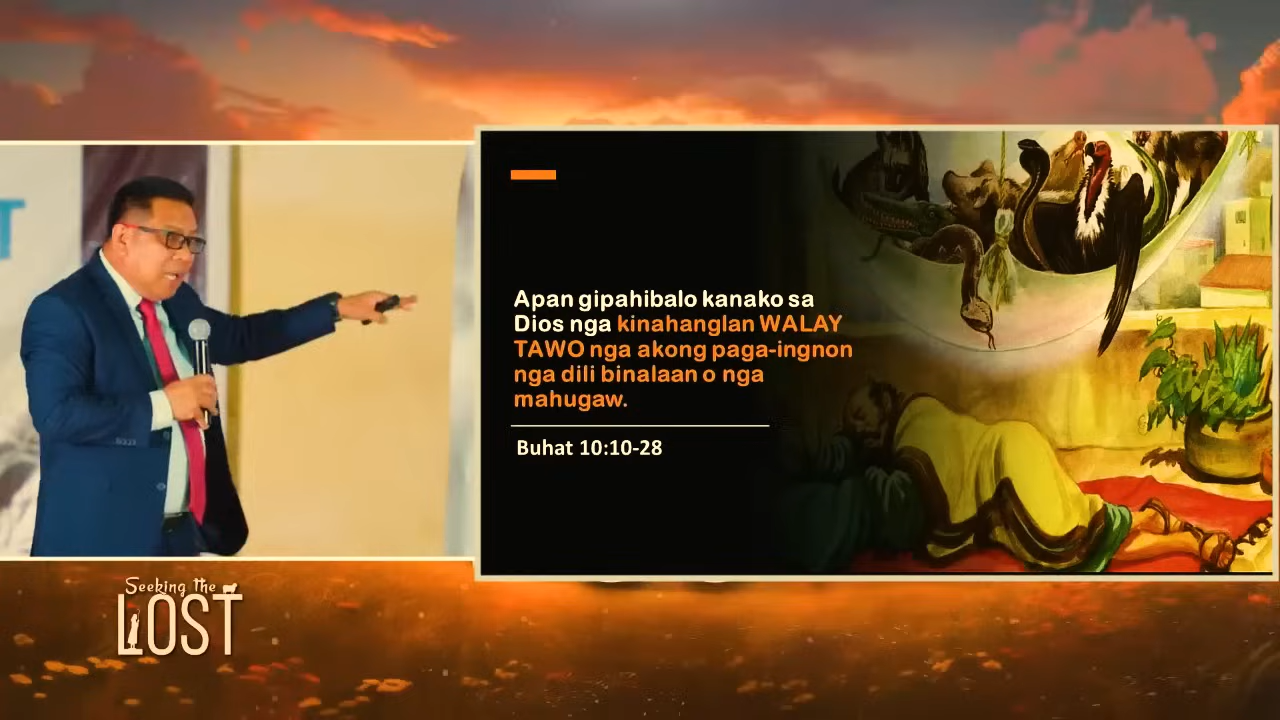 T
Apan gipahibalo kanako sa
Dios nga kinahanglan WALAY
TAWO nga akong paga-ingnon
nga dili binalaan o nga
mahugaw.
Buhat 10:10-28
Seeking the
LOST